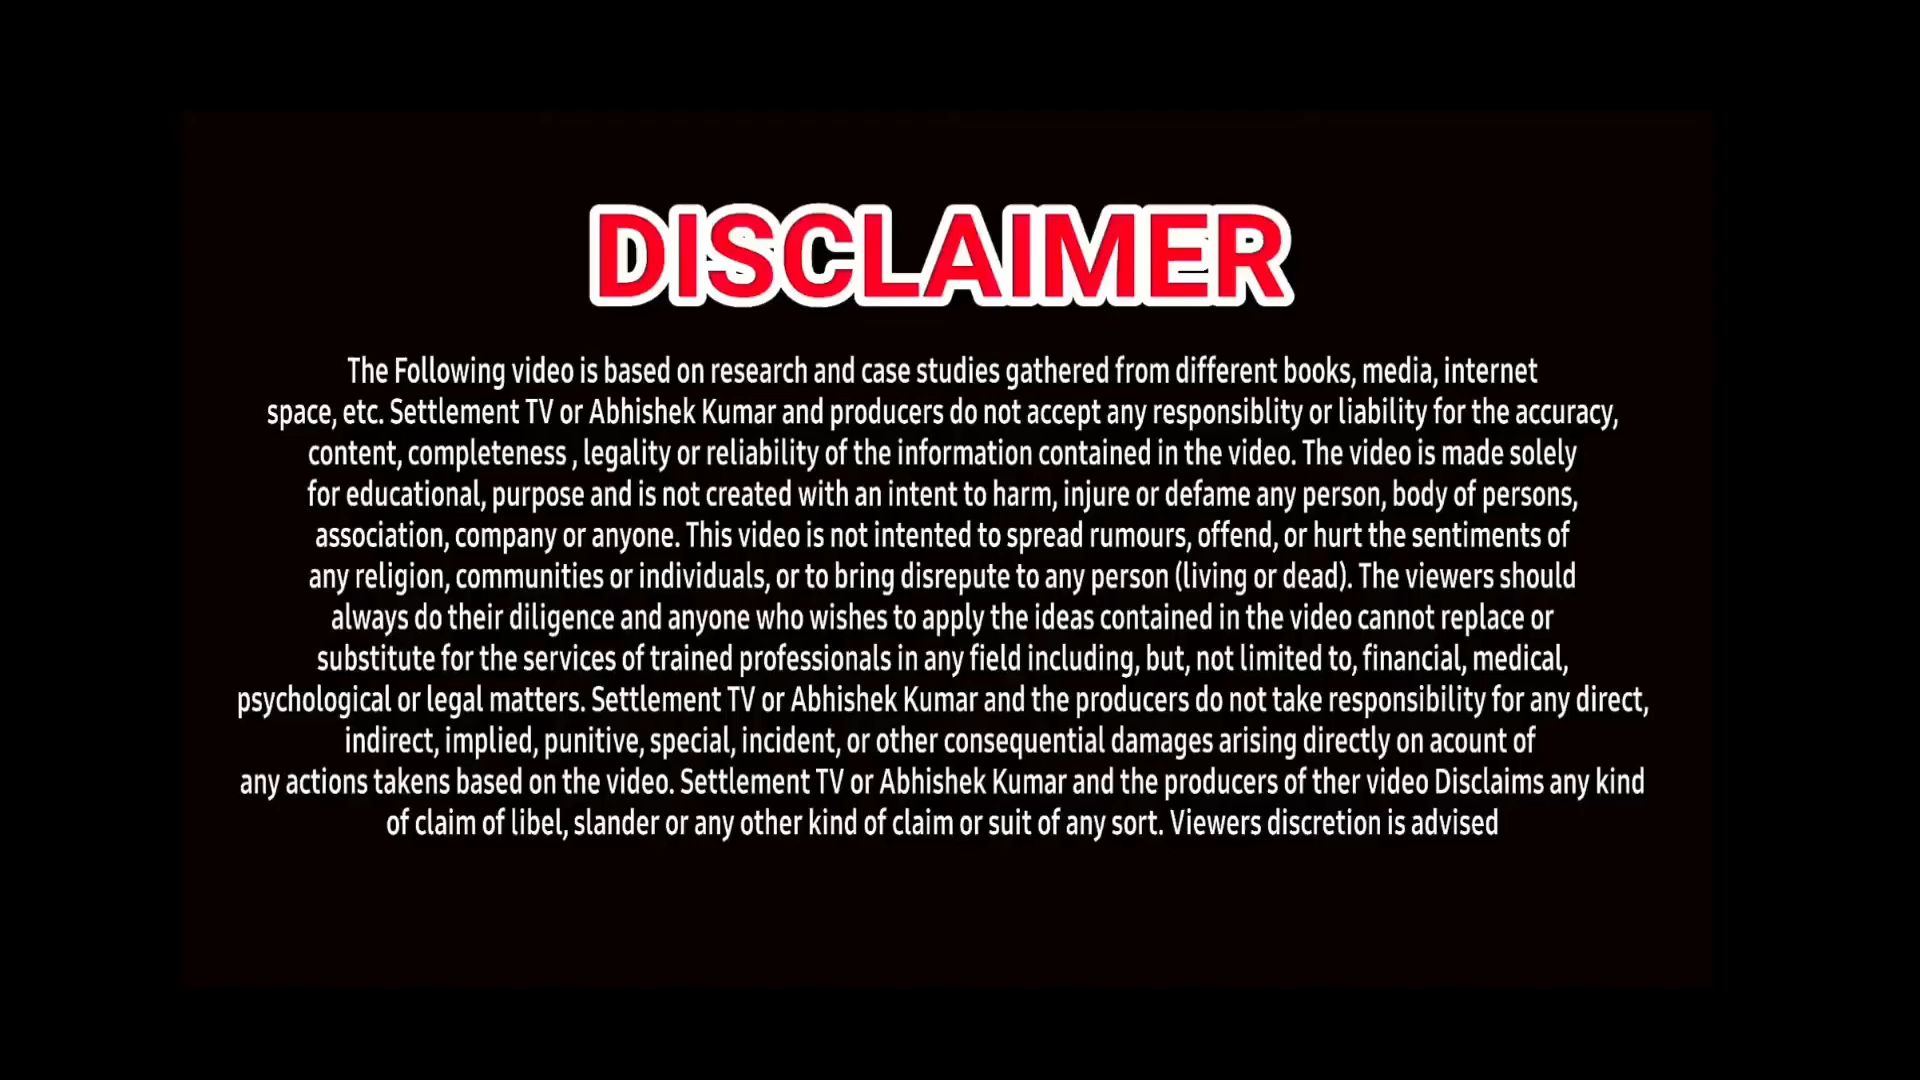 DISCLAIMER
The Following video is based on research and case studies gathered from different books, media, internet
space, etc. Settlement TV or Abhishek Kumar and producers do not accept any responsiblity or liability for the accuracy,
content, completeness , legality or reliability of the information contained in the video. The video is made solely
for educational, purpose and is not created with an intent to harm, injure or defame any person, body of persons,
association, company or anyone. This video is not intented to spread rumours, offend, or hurt the sentiments of
any religion, communities or individuals, or to bring disrepute to any person (living or dead). The viewers should
always do their diligence and anyone who wishes to apply the ideas contained in the video cannot replace or
substitute for the services of trained professionals in any field including, but, not limited to, financial, medical,
psychological or legal matters. Settlement TV or Abhishek Kumar and the producers do not take responsibility for any direct,
indirect, implied, punitive, special, incident, or other consequential damages arising directly on acount of
any actions takens based on the video. Settlement TV or Abhishek Kumar and the producers of ther video Disclaims any kind
of claim of libel, slander or any other kind of claim or suit of any sort. Viewers discretion is advised